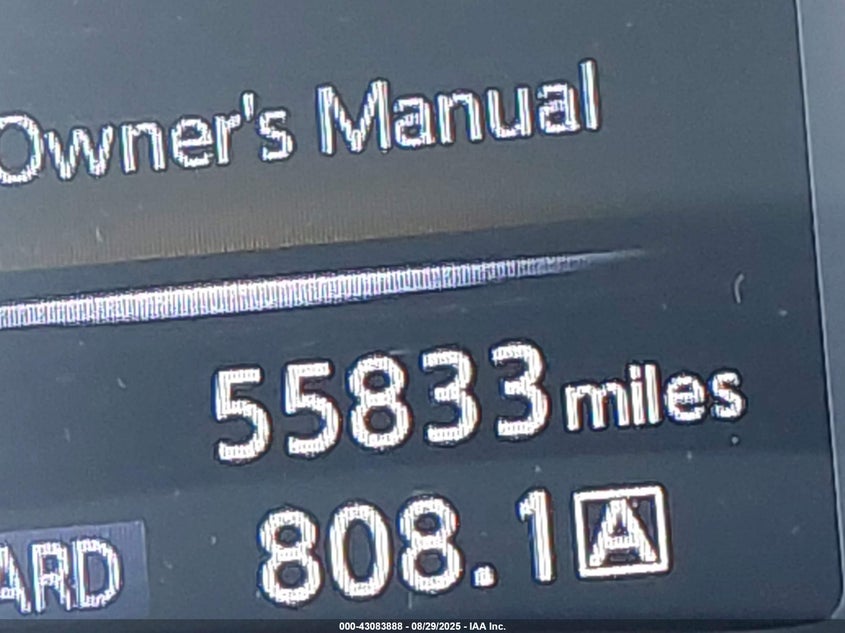 Owner's Manual
55833 miles
ARD 808.1 A
000-43083888 - 08/29/2025 - IAA Inc.